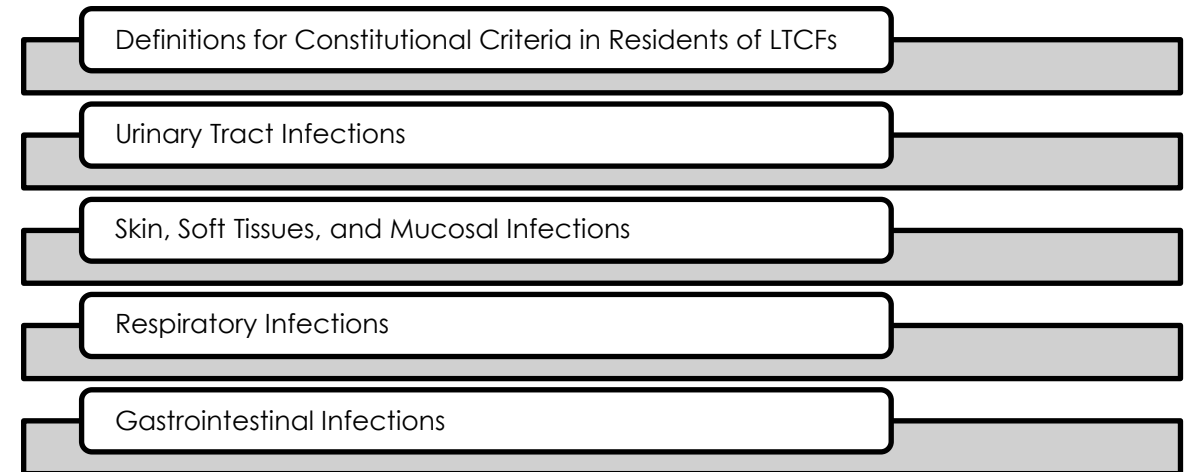 Definitions for Constitutional Criteria in Residents of LTCFs
Urinary Tract Infections
Skin, Soft Tissues, and Mucosal Infections
Respiratory Infections
Gastrointestinal Infections